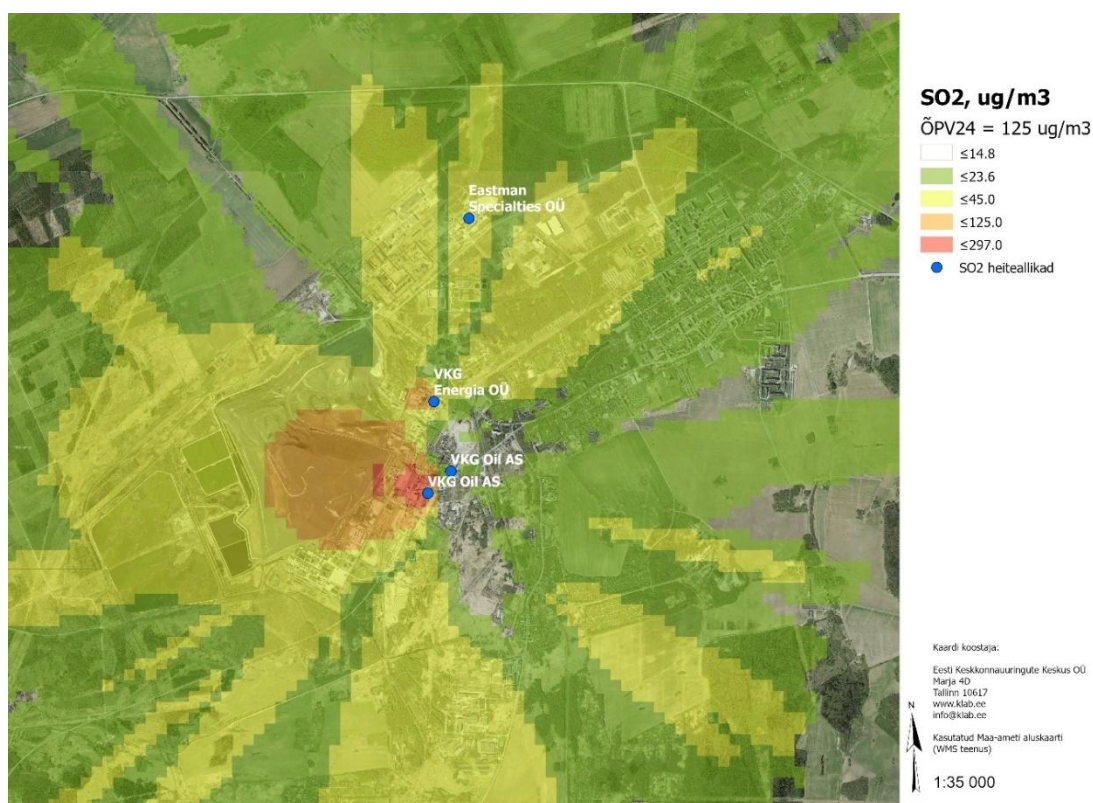 SO2, ug/m3
ÕPV24 = 125 ug/m3
≤14.8
≤23.6
≤45.0
≤125.0
≤297.0
SO2 heiteallikad
Eastman
Specialties OÜ
VKG
Energia OÜ
VKG Oil AS
VKG Oil AS
Kaardi koostaja:
Eesti Keskkonnauuringute Keskus OÜ
Marja 4D
Tallinn 10617
www.klab.ee
info@klab.ee
Kasutatud Maa-ameti aluskaarti
(WMS teenus)
N
1:35 000